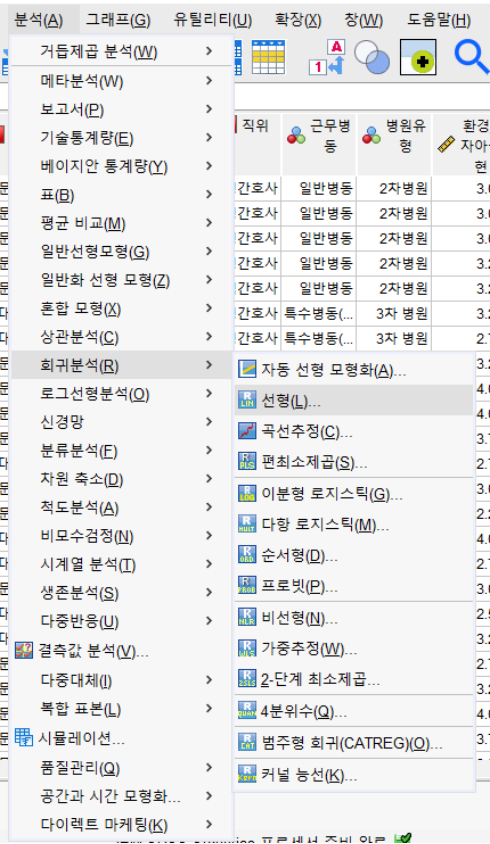 분석(A) 그래프(G) 유틸리티(U) 확장(X) 창(W) 도움말(H)
거듭제곱 분석(W)
메타분석(W)
보고서(P)
기술통계량(E)
베이지안 통계량(Y)
표(B)
평균 비교(M)
일반선형모형(G)
일반화 선형 모형(Z)
혼합 모형(X)
상관분석(C)
회귀분석(R)
로그선형분석(O)
신경망
분류분석(F)
차원 축소(D)
척도분석(A)
비모수검정(N)
시계열 분석(T)
생존분석(S)
다중반응(U)
결측값 분석(V)...
다중대체(I)
복합 표본(L)
시뮬레이션...
품질관리(Q)
공간과 시간 모형화...
다이렉트 마케팅(K)
자동 선형 모형화(A)...
선형(L)...
곡선추정(C)...
편최소제곱(S)...
이분형 로지스틱(G)...
다항 로지스틱(M)...
순서형(D)...
프로빗(P)...
비선형(N)...
가중추정(W)...
2-단계 최소제곱...
4분위수(Q)...
범주형 회귀(CATREG)(O)...
커널 능선(K)...
직위 근무병동 병원유형 환경
간호사 일반병동 2차병원
간호사 일반병동 2차병원
간호사 일반병동 2차병원
간호사 일반병동 2차병원
간호사 일반병동 2차병원
간호사 특수병동(... 3차 병원
간호사 특수병동(... 3차 병원